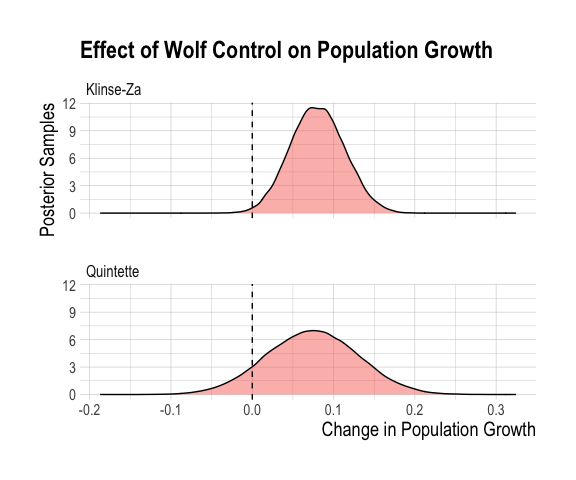 Effect of Wolf Control on Population Growth
Klinse-Za
12
9
6
3
0
Posterior Samples
Quintette
12
9
6
3
0
-0.2 -0.1 0.0 0.1 0.2 0.3
Change in Population Growth